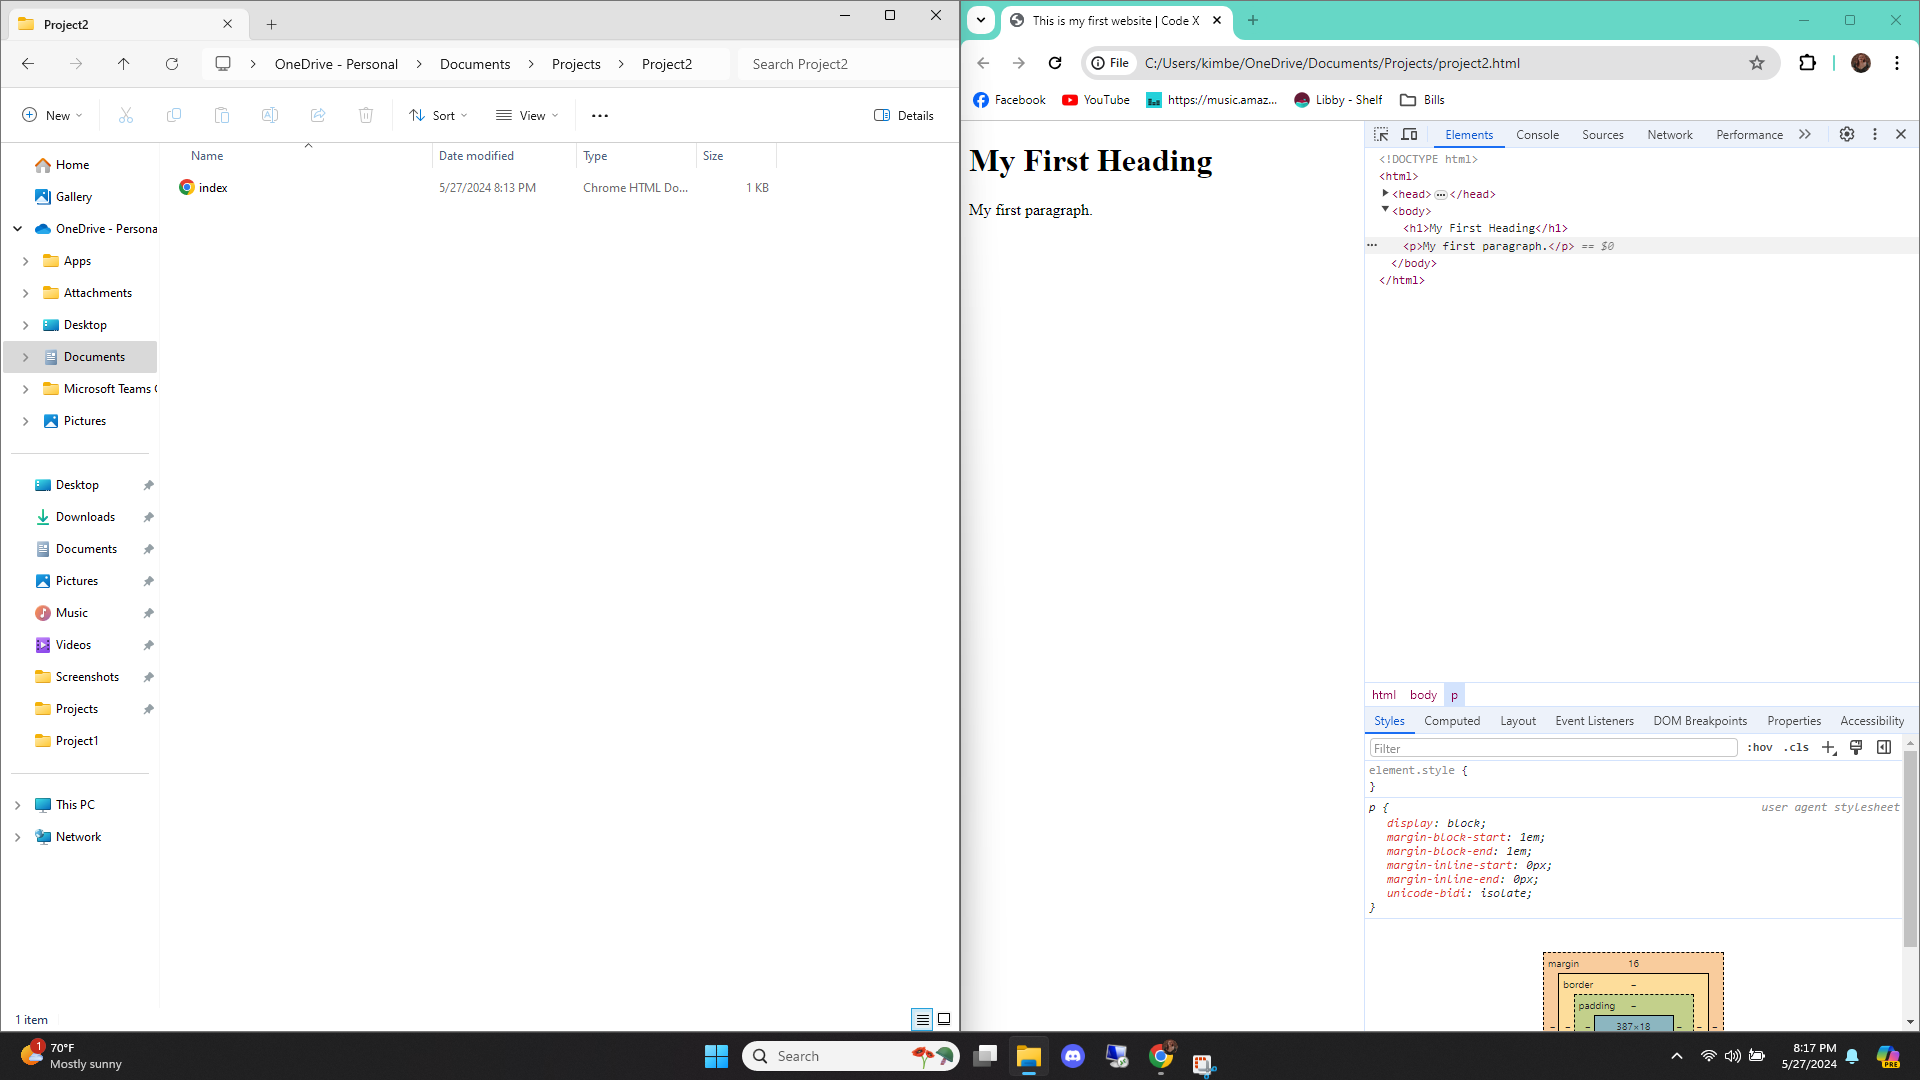 Project2
OneDrive - Personal
Documents
Projects
Project2
Search Project2
New
Sort
View
Details
Name
Date modified
Type
Size
index
5/27/2024 8:13 PM
Chrome HTML Do...
1 KB
Home
Gallery
OneDrive - Persona
Apps
Attachments
Desktop
Documents
Microsoft Teams
Pictures
Desktop
Downloads
Documents
Pictures
Music
Videos
Screenshots
Projects
Project1
This PC
Network
1 item
This is my first website | Code X
File
C:/Users/kimbe/OneDrive/Documents/Projects/project2.html
Facebook
YouTube
https://music.amaz...
Libby - Shelf
Bills
My First Heading
My first paragraph.
Elements
Console
Sources
Network
Performance
<!DOCTYPE html>
<html>
<head>…</head>
<body>
<h1>My First Heading</h1>
<p>My first paragraph.</p> == $0
</body>
</html>
html
body
p
Styles
Computed
Layout
Event Listeners
DOM Breakpoints
Properties
Accessibility
Filter
:hov
.cls
element.style {
}
p {
user agent stylesheet
display: block;
margin-block-start: 1em;
margin-block-end: 1em;
margin-inline-start: 0px;
margin-inline-end: 0px;
unicode-bidi: isolate;
}
margin
16
border
–
padding
–
– – – 387×18 – – –
1
70°F
Mostly sunny
Search
8:17 PM
5/27/2024
PRE